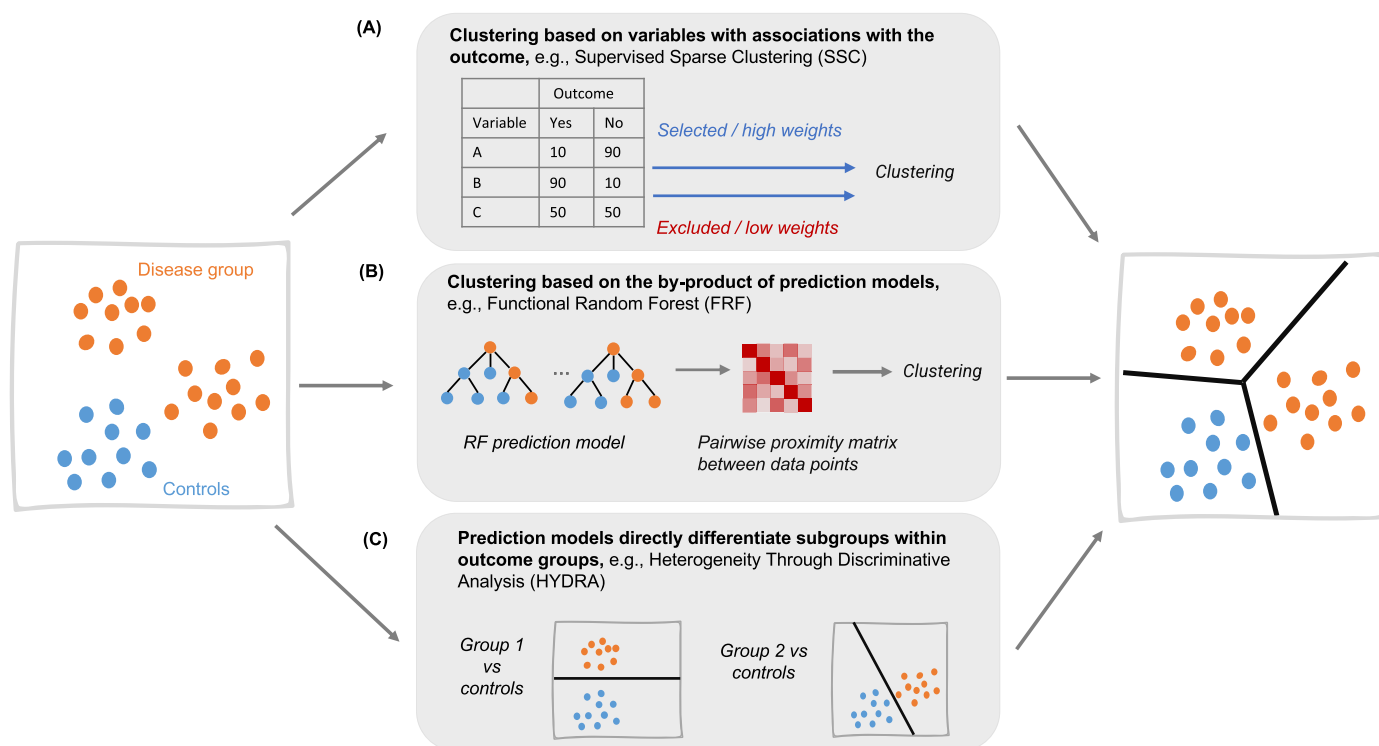 (A)
Clustering based on variables with associations with the
outcome, e.g., Supervised Sparse Clustering (SSC)
Outcome
Variable Yes No
A 10 90
B 90 10
C 50 50
Selected / high weights
Clustering
Excluded / low weights
Disease group
Controls
(B)
Clustering based on the by-product of prediction models,
e.g., Functional Random Forest (FRF)
...
Clustering
RF prediction model
Pairwise proximity matrix
between data points
(C)
Prediction models directly differentiate subgroups within
outcome groups, e.g., Heterogeneity Through Discriminative
Analysis (HYDRA)
Group 1
vs
controls
Group 2 vs
controls